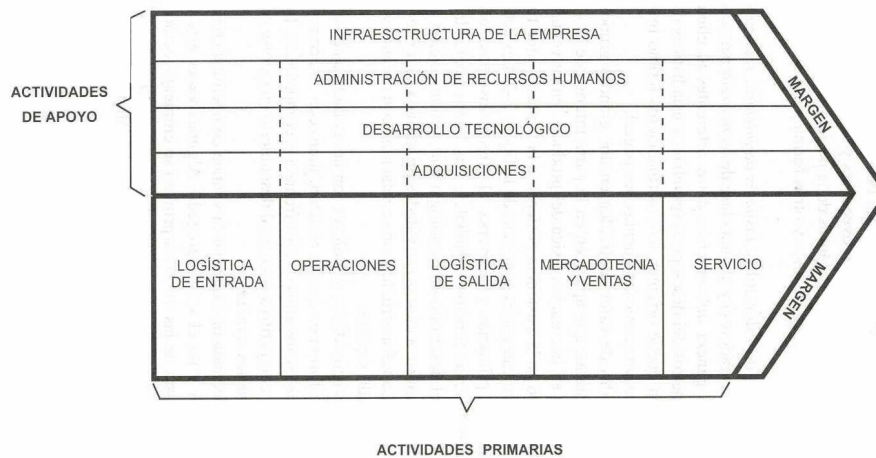 INFRAESCTRUCTURA DE LA EMPRESA
ADMINISTRACIÓN DE RECURSOS HUMANOS
ACTIVIDADES
DE APOYO
DESARROLLO TECNOLÓGICO
ADQUISICIONES
MARGEN
LOGÍSTICA
DE ENTRADA
OPERACIONES
LOGÍSTICA
DE SALIDA
MERCADOTECNIA
Y VENTAS
SERVICIO
MARGEN
ACTIVIDADES PRIMARIAS